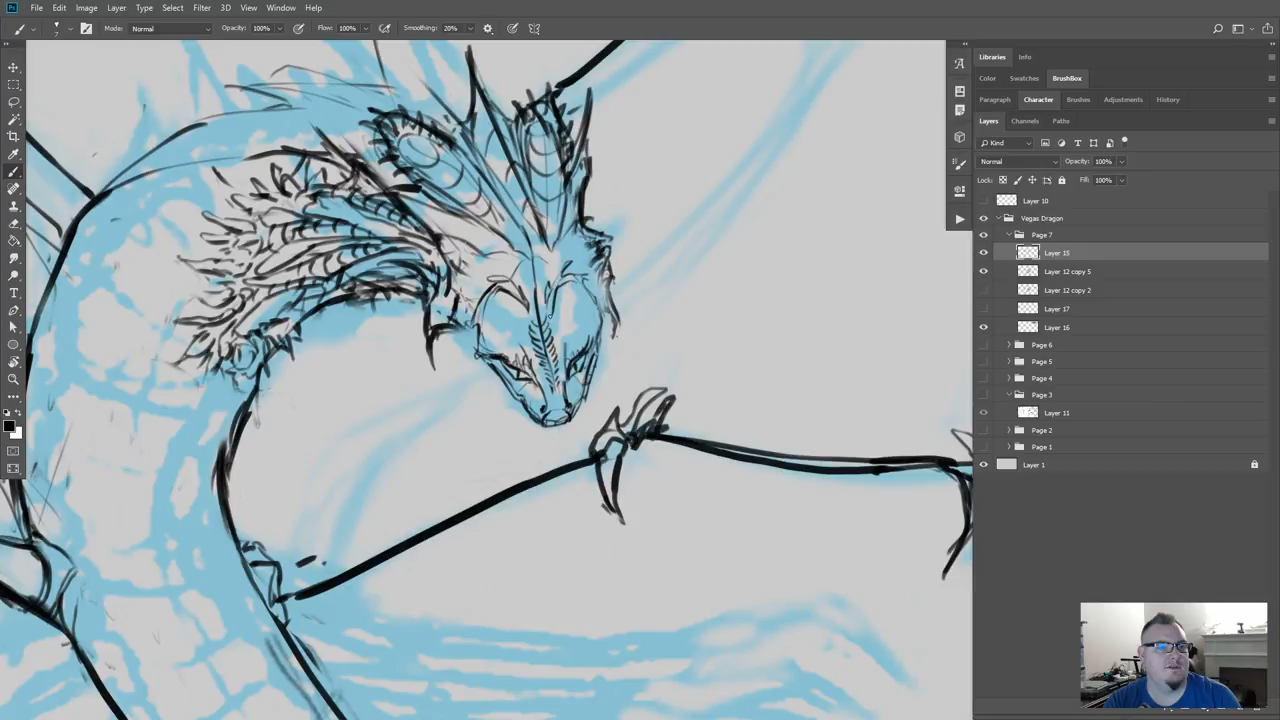 Ps File Edit Image Layer Type Select Filter 3D View Window Help
7 Mode: Normal Opacity: 100% Flow: 100% Smoothing: 20%
Libraries Info
Color Swatches BrushBox
Paragraph Character Brushes Adjustments History
Layers Channels Paths
Kind
Normal Opacity: 100%
Lock: Fill: 100%
Layer 10
Vegas Dragon
Page 7
Layer 15
Layer 12 copy 5
Layer 12 copy 2
Layer 17
Layer 16
Page 6
Page 5
Page 4
Page 3
Layer 11
Page 2
Page 1
Layer 1